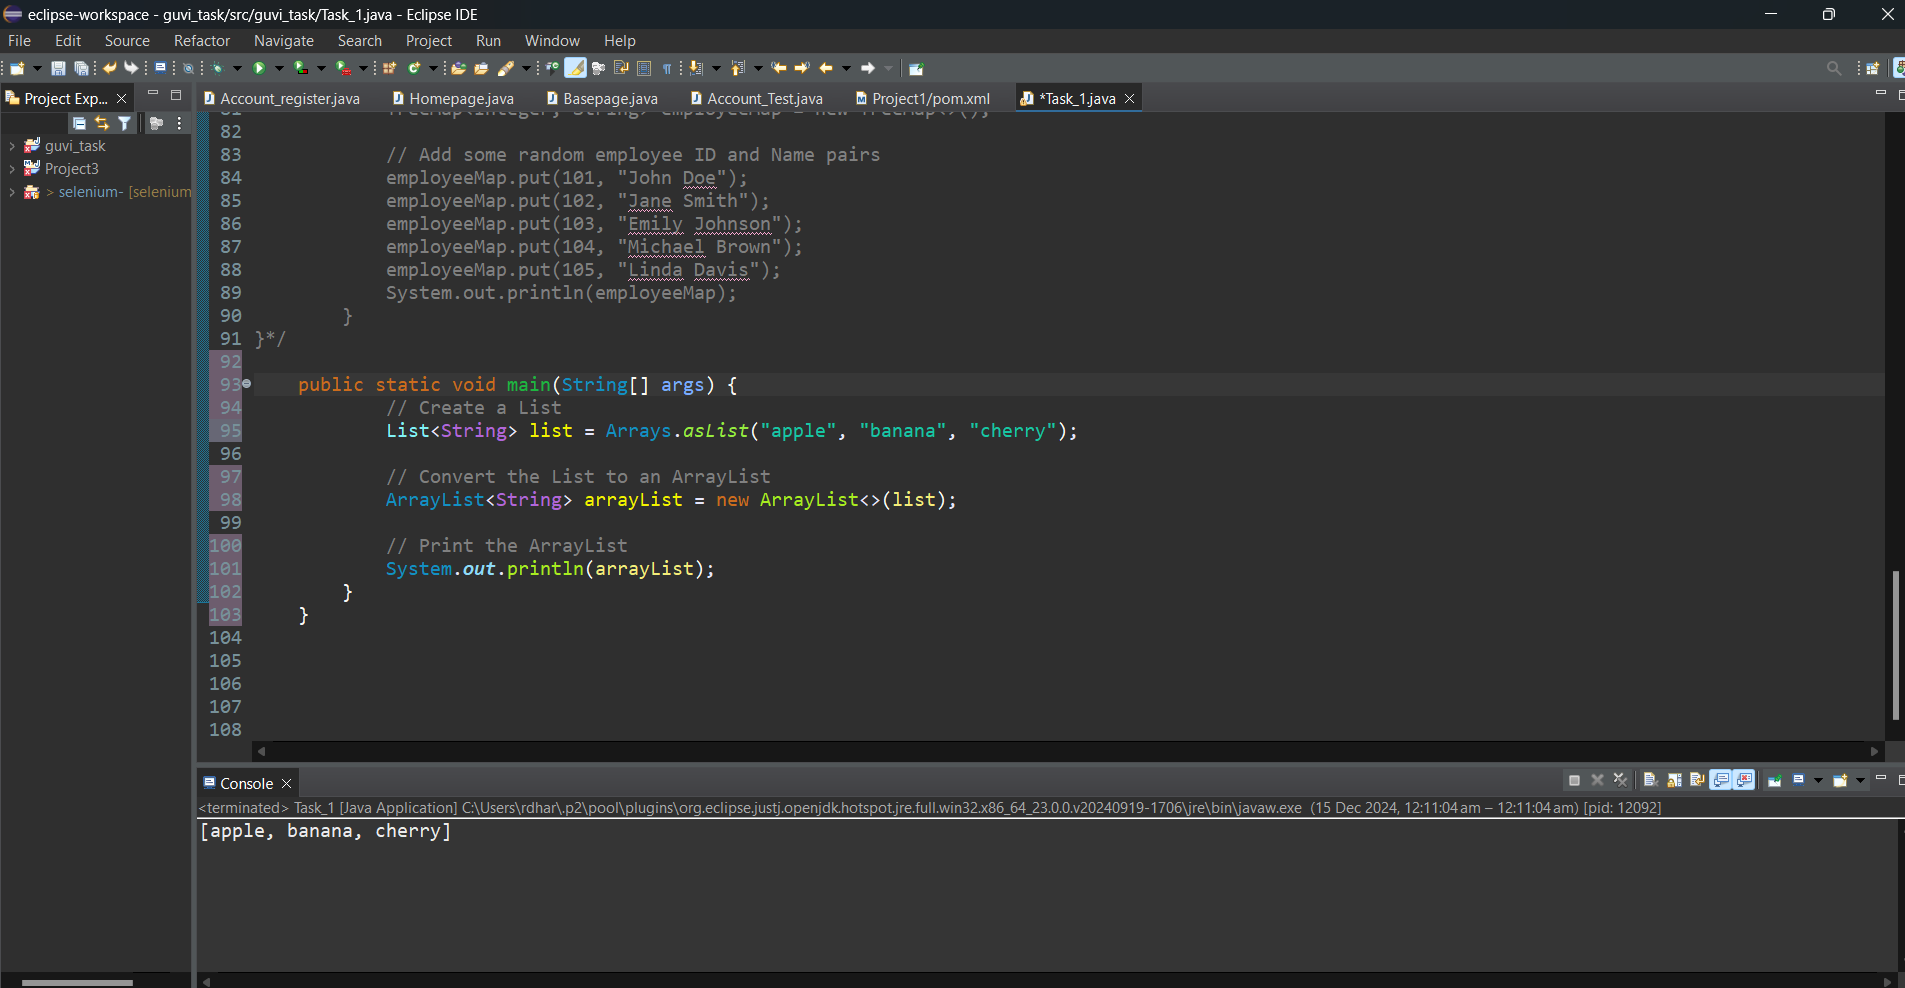 eclipse-workspace - guvi_task/src/guvi_task/Task_1.java - Eclipse IDE
File Edit Source Refactor Navigate Search Project Run Window Help
Project Exp...
Account_register.java Homepage.java Basepage.java Account_Test.java Project1/pom.xml *Task_1.java
guvi_task
Project3
> selenium- [selenium
81 TreeMap<Integer, String> employeeMap = new TreeMap<>();
82
83 // Add some random employee ID and Name pairs
84 employeeMap.put(101, "John Doe");
85 employeeMap.put(102, "Jane Smith");
86 employeeMap.put(103, "Emily Johnson");
87 employeeMap.put(104, "Michael Brown");
88 employeeMap.put(105, "Linda Davis");
89 System.out.println(employeeMap);
90 }
91 }*/
92
93 public static void main(String[] args) {
94 // Create a List
95 List<String> list = Arrays.asList("apple", "banana", "cherry");
96
97 // Convert the List to an ArrayList
98 ArrayList<String> arrayList = new ArrayList<>(list);
99
100 // Print the ArrayList
101 System.out.println(arrayList);
102 }
103 }
104
105
106
107
108
Console
<terminated> Task_1 [Java Application] C:\Users\rdhar\.p2\pool\plugins\org.eclipse.justj.openjdk.hotspot.jre.full.win32.x86_64_23.0.0.v20240919-1706\jre\bin\javaw.exe (15 Dec 2024, 12:11:04 am – 12:11:04 am) [pid: 12092]
[apple, banana, cherry]